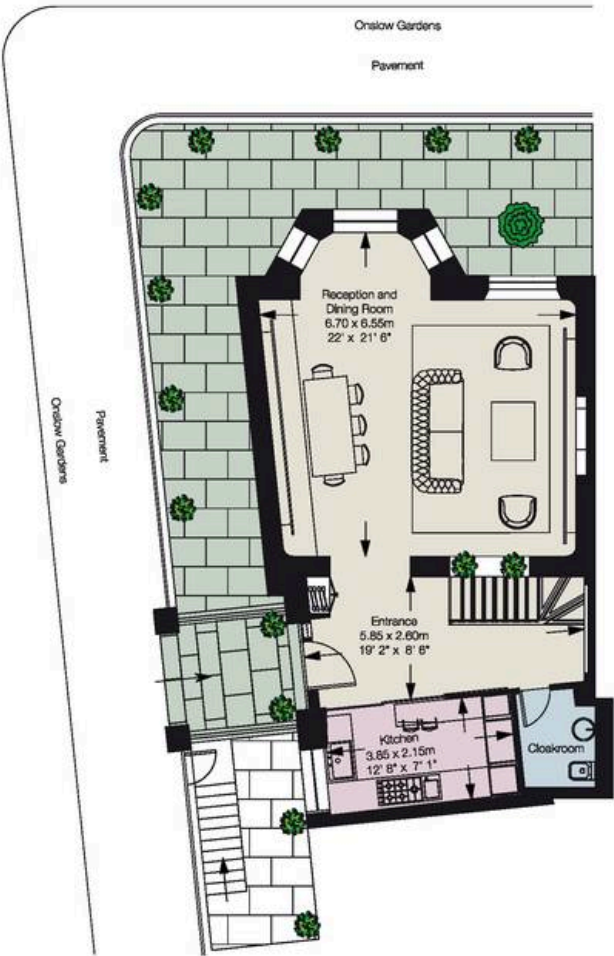 Onslow Gardens
Pavement
Reception and
Dining Room
6.70 x 6.55m
22' x 21' 6"
Onslow Gardens
Pavement
Entrance
5.85 x 2.60m
19' 2" x 8' 6"
Kitchen
3.85 x 2.15m
12' 8" x 7' 1"
Cloakroom